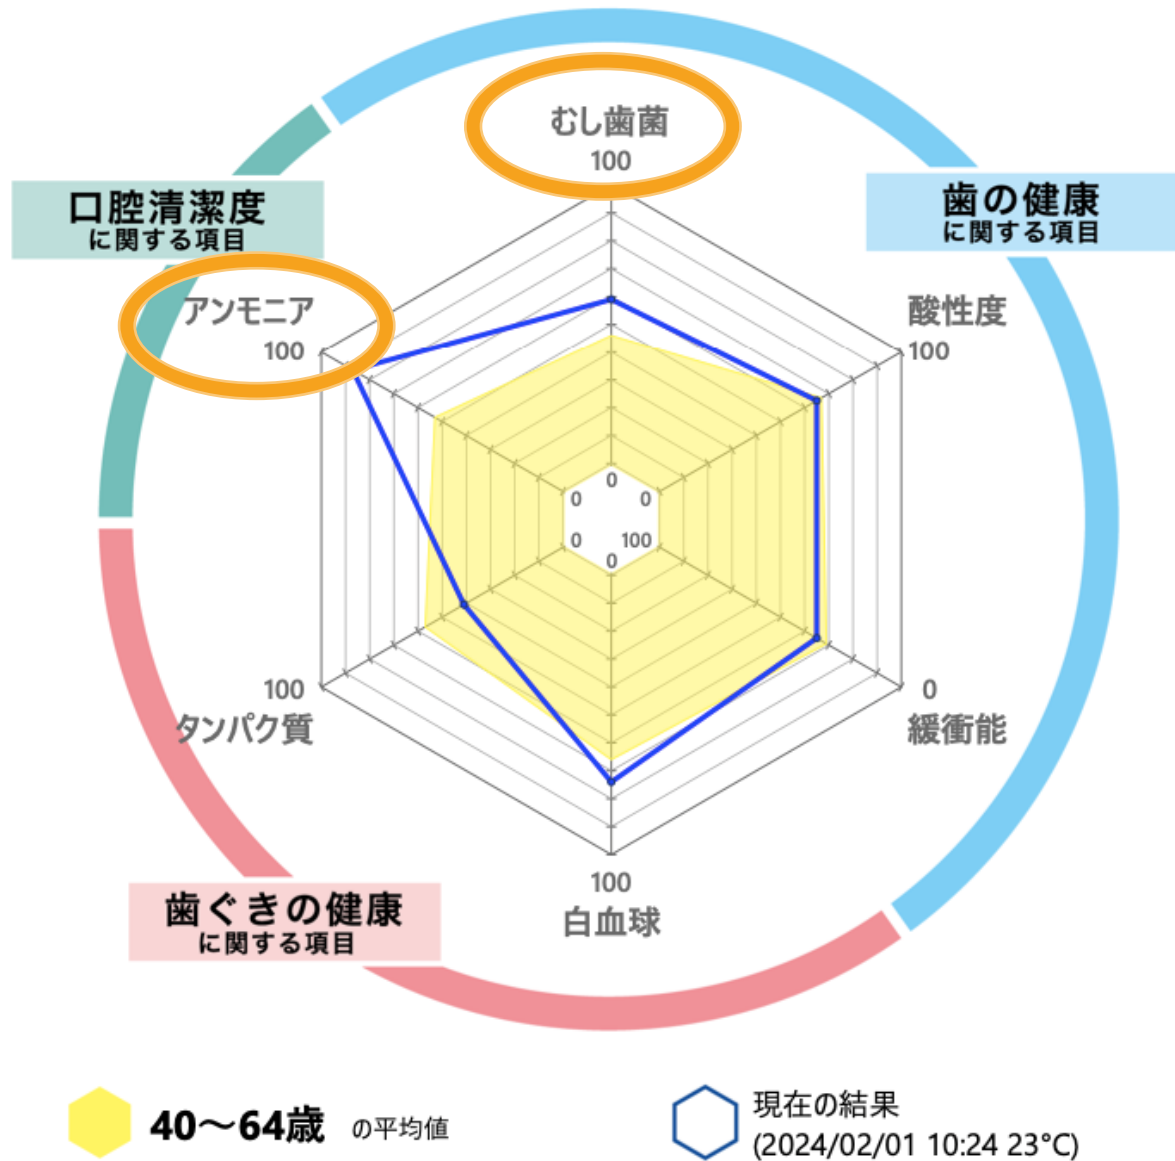 むし歯菌
100
口腔清潔度
に関する項目
歯の健康
に関する項目
アンモニア
100
酸性度
100
0
0
0
0
100
0
100
タンパク質
0
緩衝能
100
白血球
歯ぐきの健康
に関する項目
40〜64歳 の平均値
現在の結果
(2024/02/01 10:24 23°C)